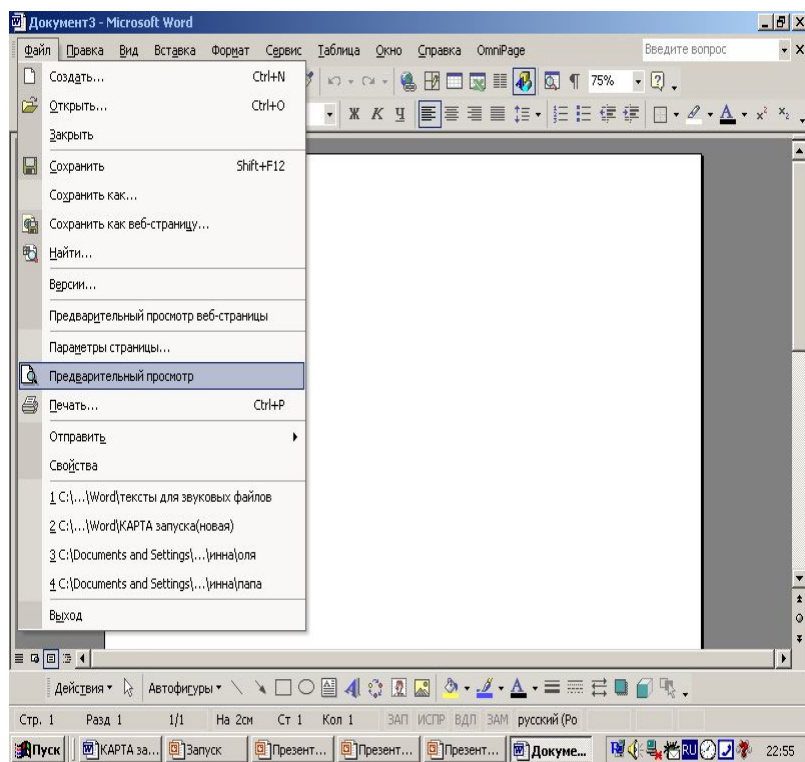 Документ3 - Microsoft Word
Файл Правка Вид Вставка Формат Сервис Таблица Окно Справка OmniPage Введите вопрос
Создать... Ctrl+N
75%
Открыть... Ctrl+O
Ж К Ч x² x₂
Закрыть
Сохранить Shift+F12
Сохранить как...
Сохранить как веб-страницу...
Найти...
Версии...
Предварительный просмотр веб-страницы
Параметры страницы...
Предварительный просмотр
Печать... Ctrl+P
Отправить
Свойства
1 C:\...\Word\тексты для звуковых файлов
2 C:\...\Word\КАРТА запуска(новая)
3 C:\Documents and Settings\...\инна\оля
4 C:\Documents and Settings\...\инна\папа
Выход
Действия Автофигуры
Стр. 1 Разд 1 1/1 На 2см Ст 1 Кол 1 ЗАП ИСПР ВДЛ ЗАМ русский (Ро
Пуск КАРТА за... Запуск Презент... Презент... Презент... Докуме... RU 22:55